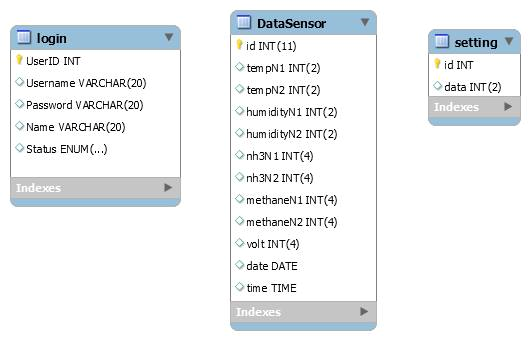 login
UserID INT
Username VARCHAR(20)
Password VARCHAR(20)
Name VARCHAR(20)
Status ENUM(...)
Indexes
DataSensor
id INT(11)
tempN1 INT(2)
tempN2 INT(2)
humidityN1 INT(2)
humidityN2 INT(2)
nh3N1 INT(4)
nh3N2 INT(4)
methaneN1 INT(4)
methaneN2 INT(4)
volt INT(4)
date DATE
time TIME
Indexes
setting
id INT
data INT(2)
Indexes